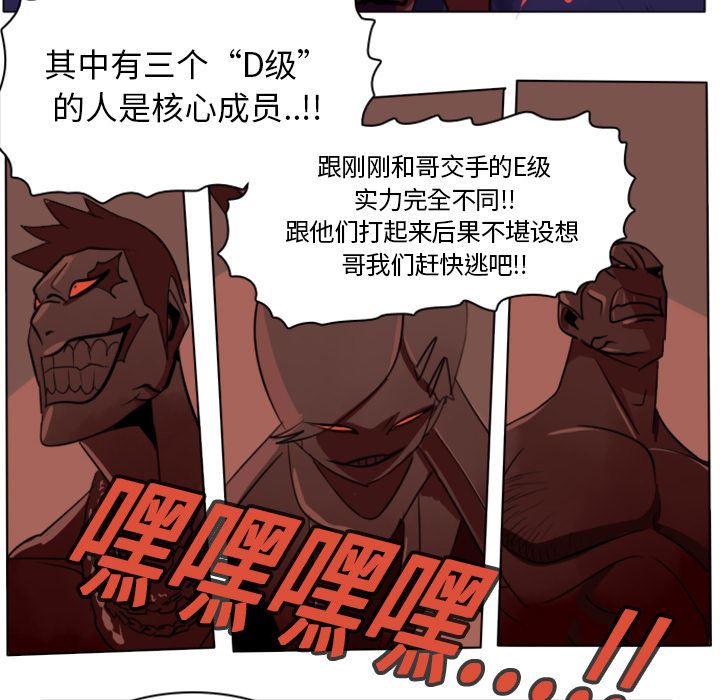 其中有三个“D级”
的人是核心成员..!!
跟刚刚和哥交手的E级
实力完全不同!!
跟他们打起来后果不堪设想
哥我们赶快逃吧!!
嘿嘿嘿嘿....!!